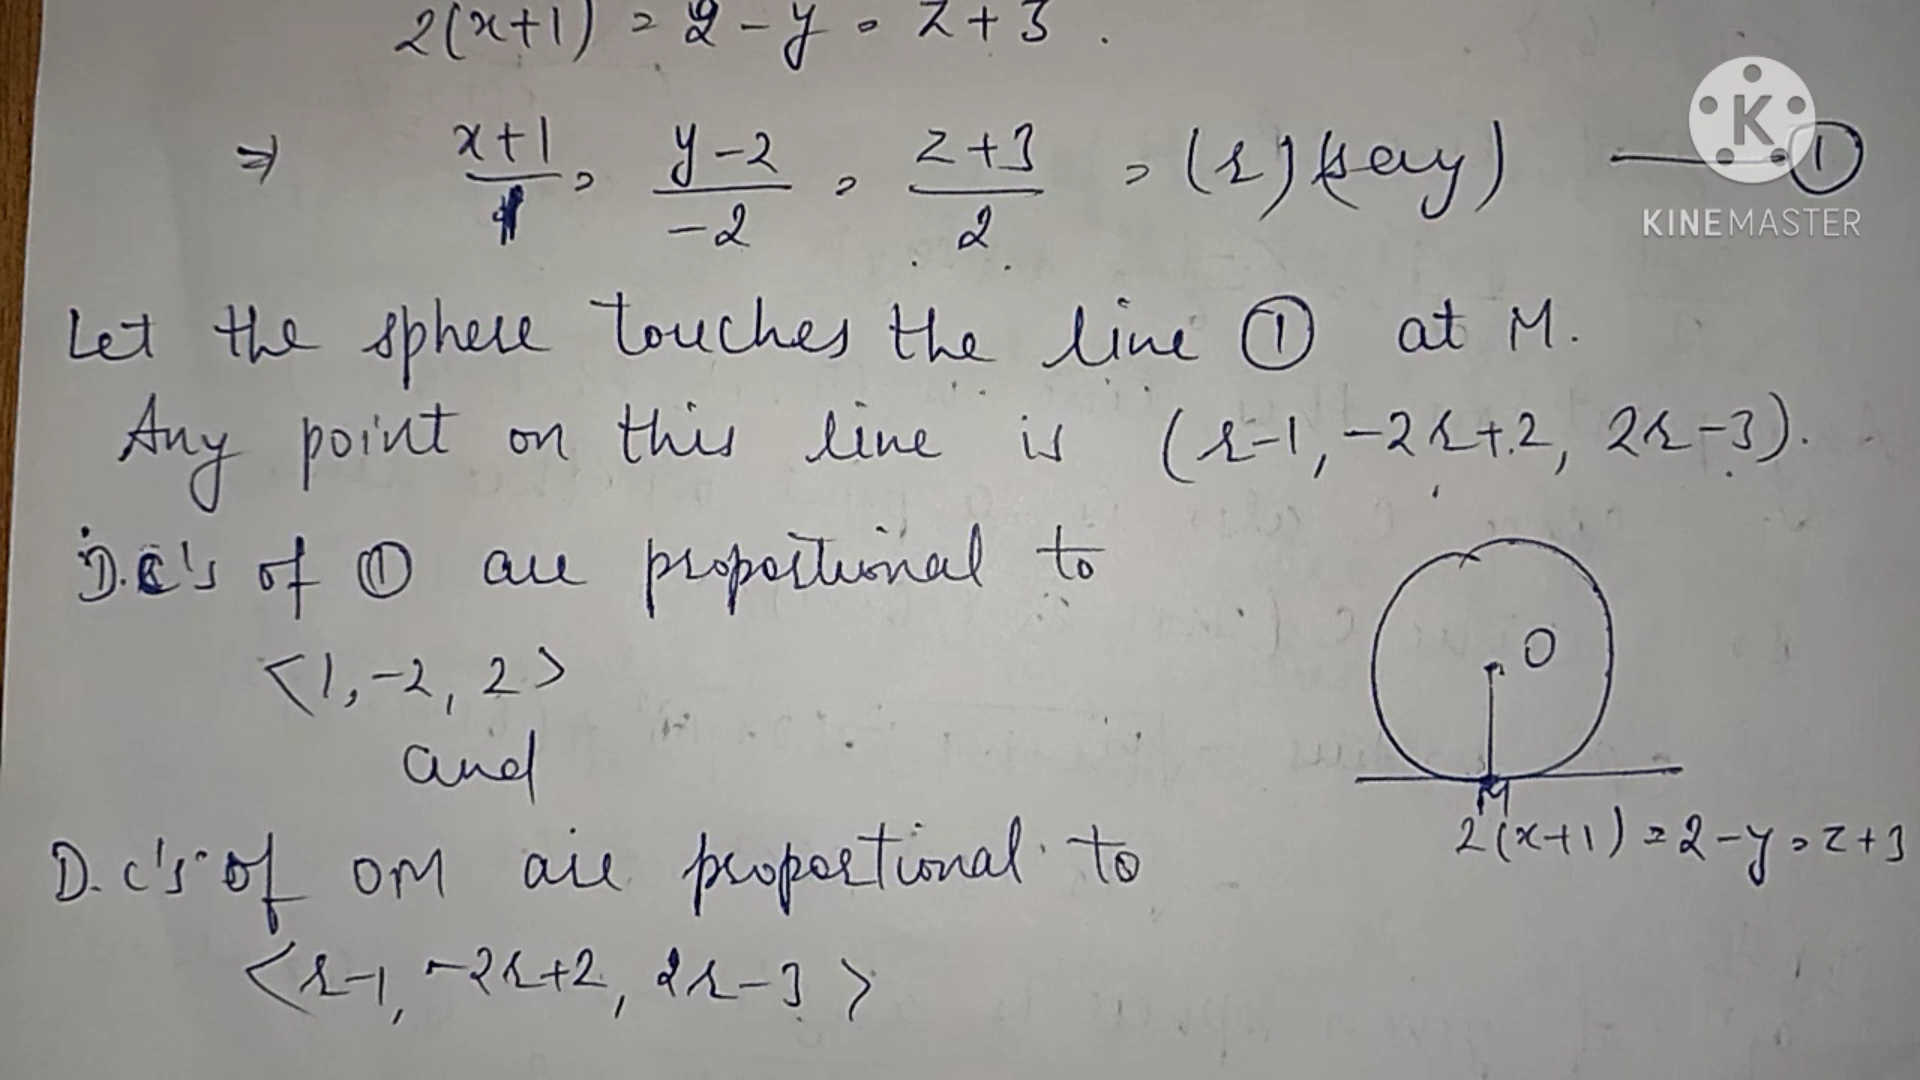 2(x+1) = 2-y = z+3.
⇒ x+1/1 = y-2/-2 = z+3/2 = (r) (say) — ①
K
KINEMASTER
Let the sphere touches the line ① at M.
Any point on this line is (r-1, -2r+2, 2r-3).
D.C's of ① are proportional to
<1, -2, 2>
and
O
M
2(x+1) = 2-y = z+3
D.C's of OM are proportional to
<r-1, -2r+2, 2r-3>